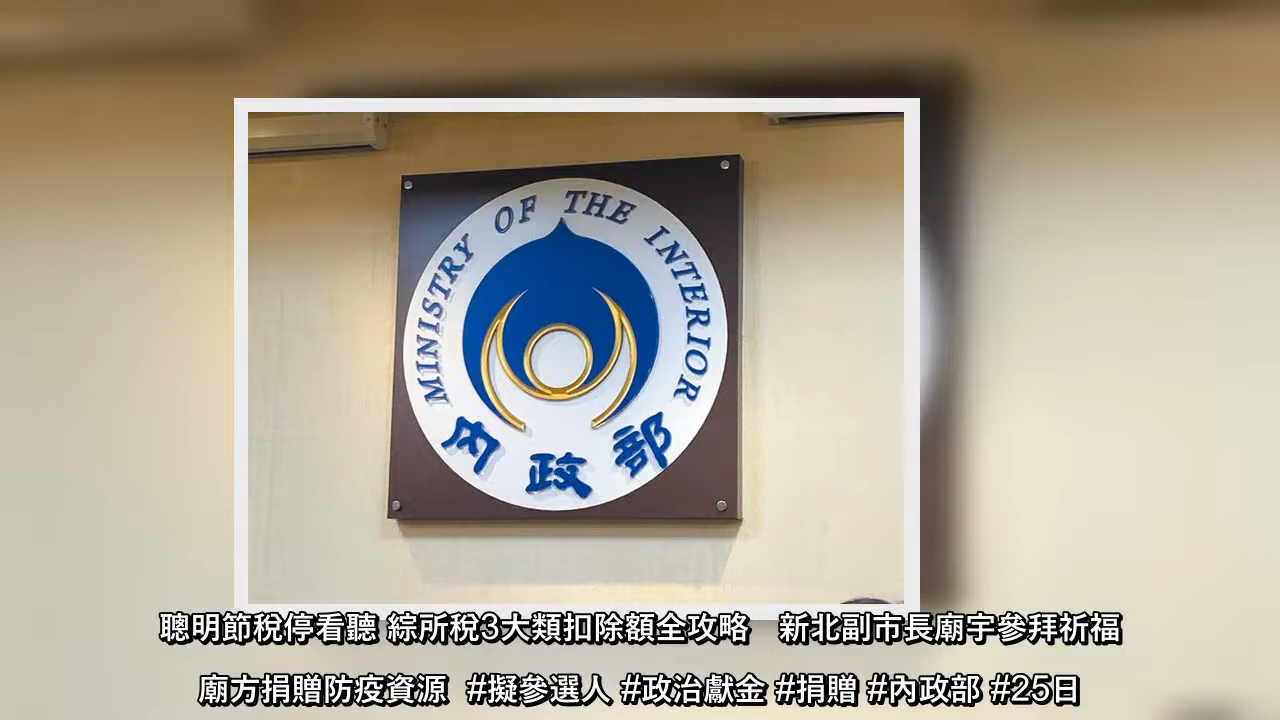 MINISTRY OF THE INTERIOR
內政部
聰明節稅停看聽 綜所稅3大類扣除額全攻略 新北副市長廟宇參拜祈福
廟方捐贈防疫資源 #擬參選人 #政治獻金 #捐贈 #內政部 #25日